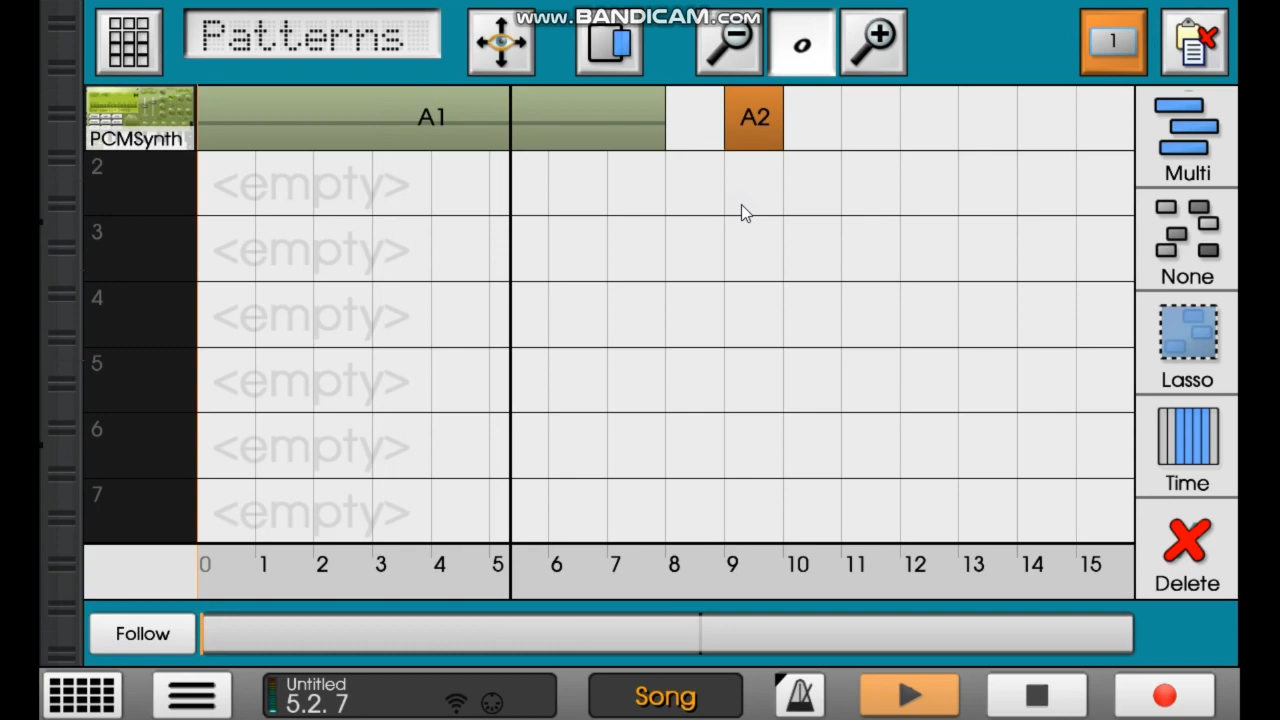 www.BANDICAM.com
Patterns
1
PCMSynth
A1
A2
Multi
2
<empty>
3
<empty>
None
4
<empty>
5
<empty>
Lasso
6
<empty>
7
<empty>
Time
0 1 2 3 4 5 6 7 8 9 10 11 12 13 14 15
Delete
Follow
Untitled
5.2. 7
Song